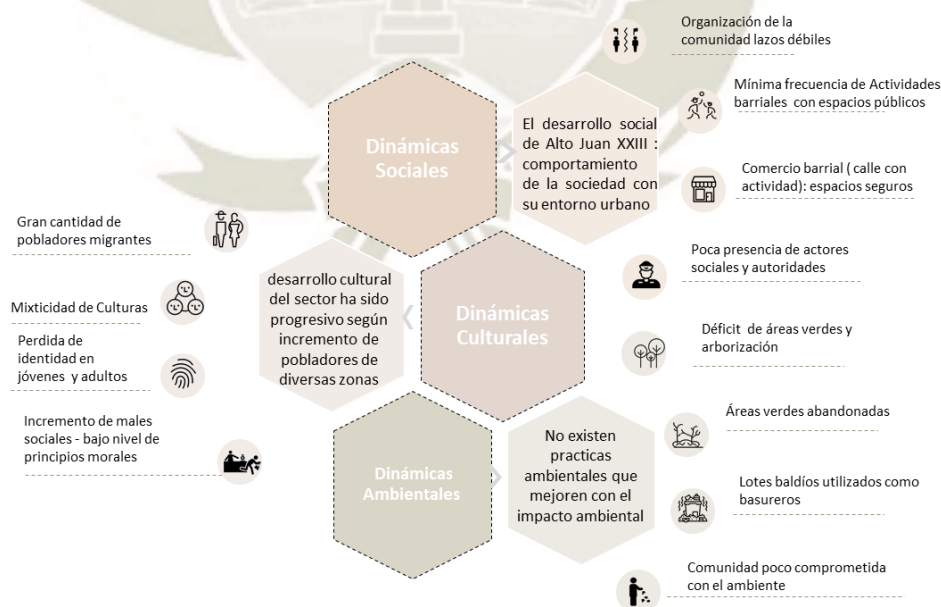 Organización de la
comunidad lazos débiles
Mínima frecuencia de Actividades
barriales con espacios públicos
Dinámicas
Sociales
El desarrollo social
de Alto Juan XXIII :
comportamiento
de la sociedad con
su entorno urbano
Comercio barrial ( calle con
actividad): espacios seguros
Poca presencia de actores
sociales y autoridades
Gran cantidad de
pobladores migrantes
Mixticidad de Culturas
Perdida de
identidad en
jóvenes y adultos
Incremento de males
sociales - bajo nivel de
principios morales
desarrollo cultural
del sector ha sido
progresivo según
incremento de
pobladores de
diversas zonas
Dinámicas
Culturales
Déficit de áreas verdes y
arborización
Áreas verdes abandonadas
Dinámicas
Ambientales
No existen
practicas
ambientales que
mejoren con el
impacto ambiental
Lotes baldíos utilizados como
basureros
Comunidad poco comprometida
con el ambiente